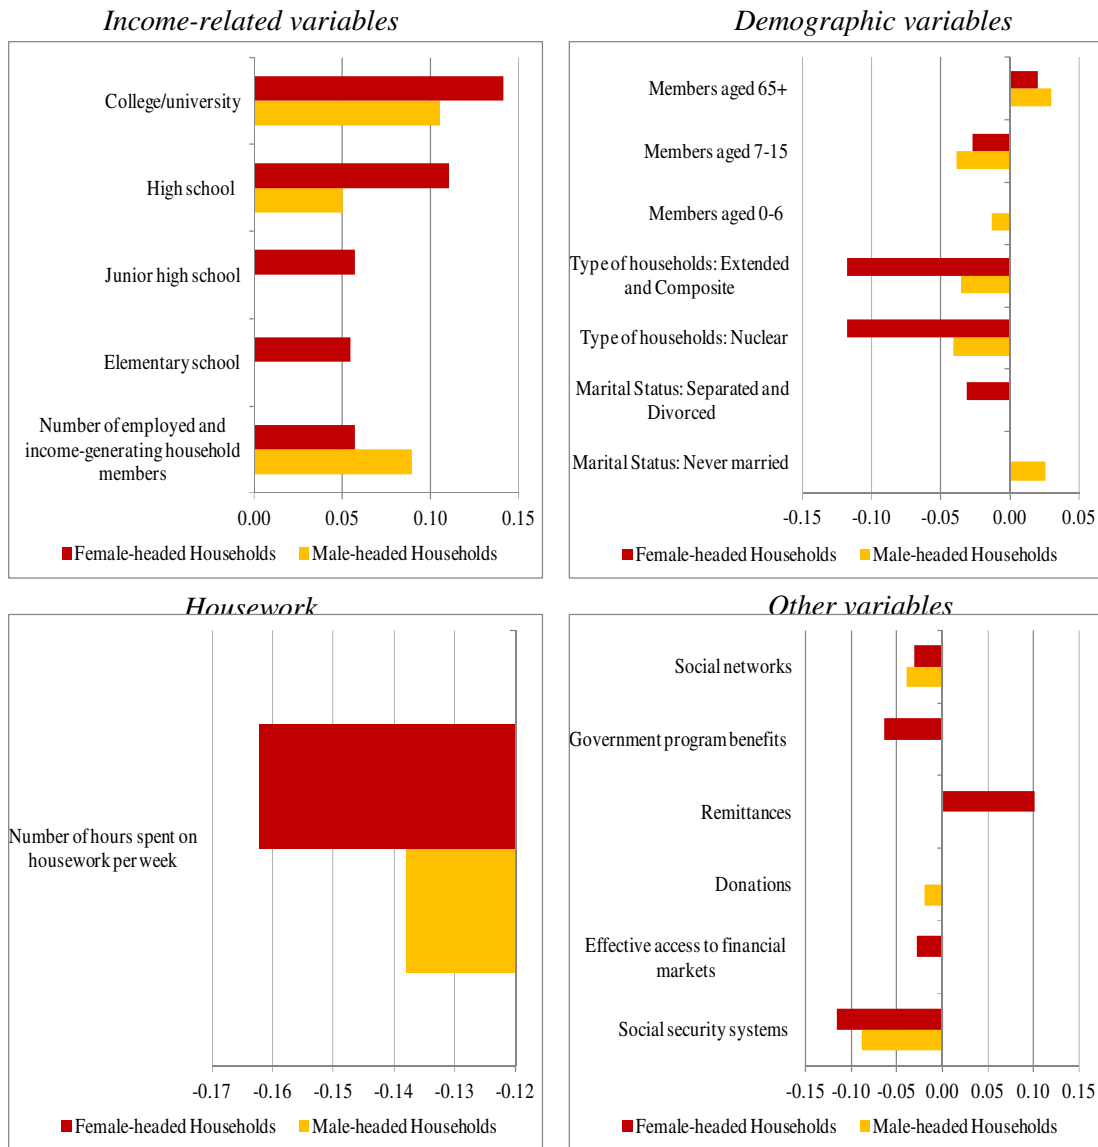 Income-related variables
College/university
High school
Junior high school
Elementary school
Number of employed and
income-generating household
members
0.00 0.05 0.10 0.15
Female-headed Households Male-headed Households
Demographic variables
Members aged 65+
Members aged 7-15
Members aged 0-6
Type of households: Extended
and Composite
Type of households: Nuclear
Marital Status: Separated and
Divorced
Marital Status: Never married
-0.15 -0.10 -0.05 0.00 0.05
Female-headed Households Male-headed Households
Housework
Number of hours spent on
housework per week
-0.17 -0.16 -0.15 -0.14 -0.13 -0.12
Female-headed Households Male-headed Households
Other variables
Social networks
Government program benefits
Remittances
Donations
Effective access to financial
markets
Social security systems
-0.15 -0.10 -0.05 0.00 0.05 0.10 0.15
Female-headed Households Male-headed Households